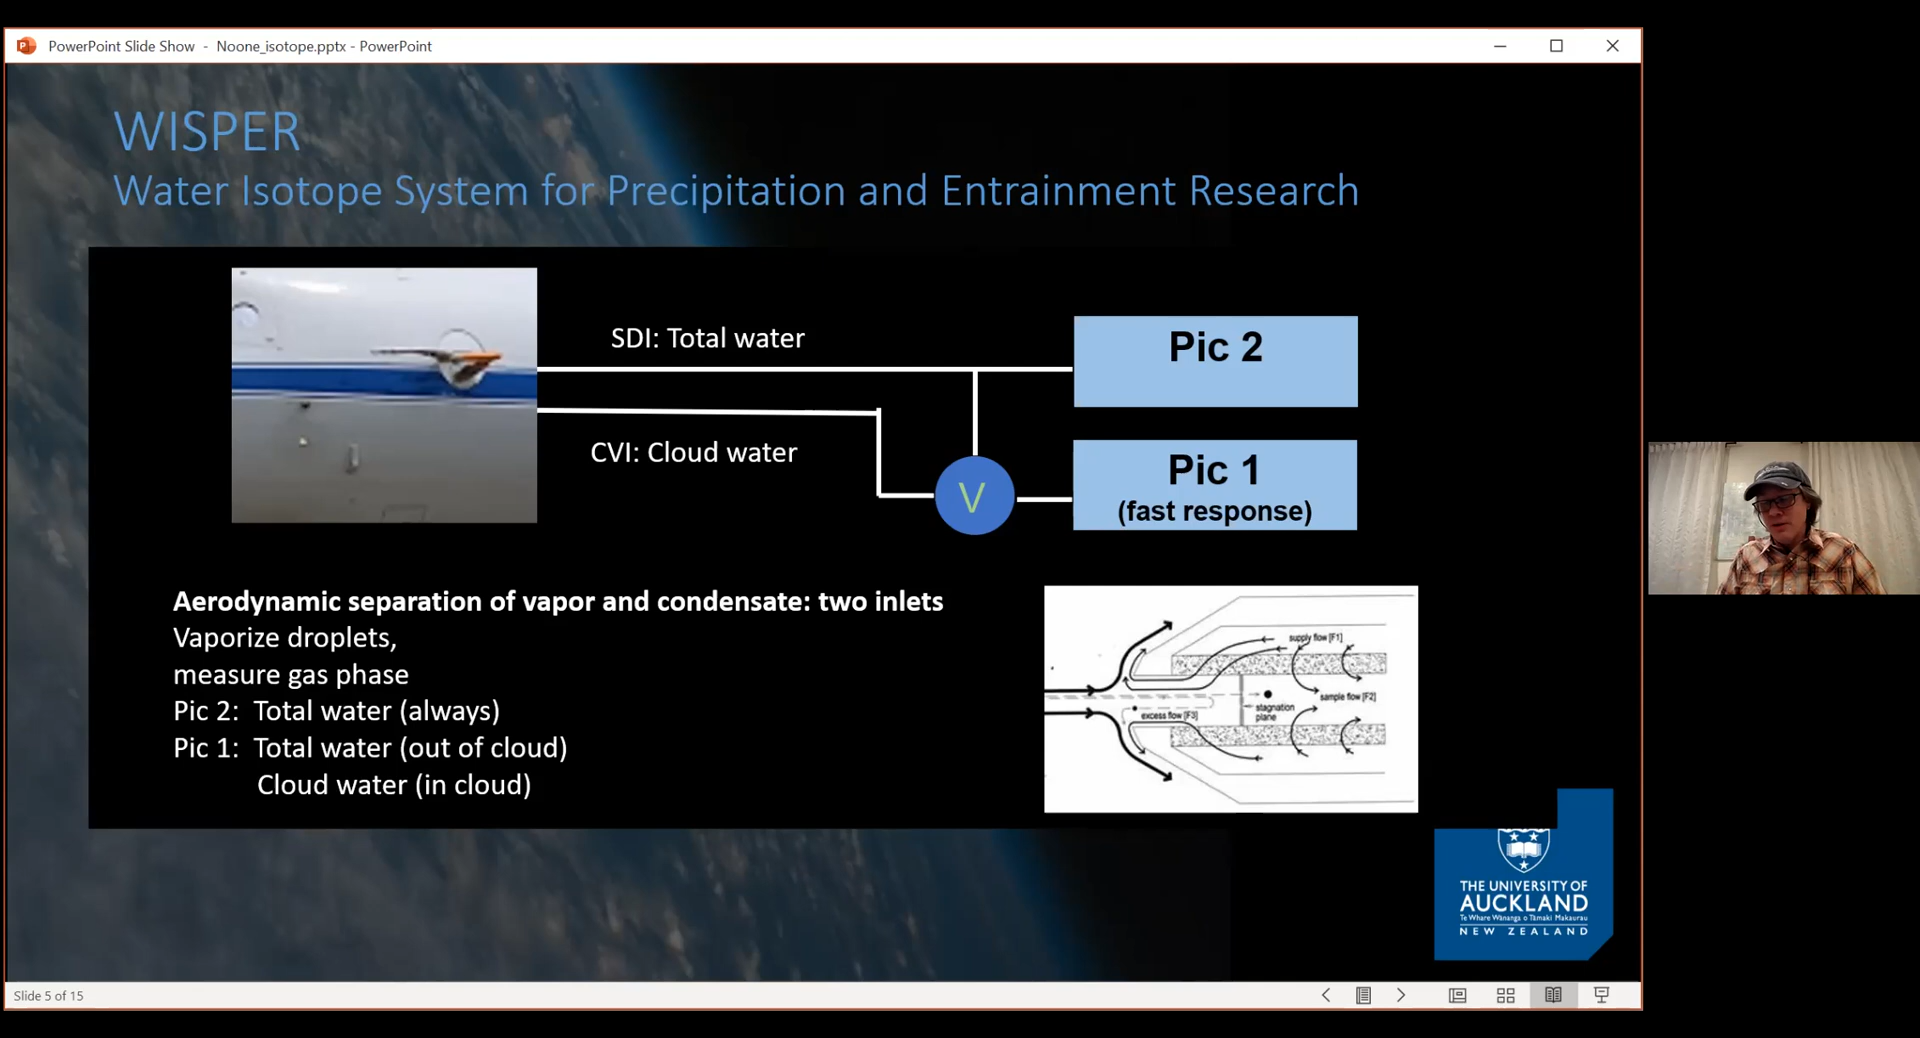 PowerPoint Slide Show - Noone_isotope.pptx - PowerPoint
WISPER
Water Isotope System for Precipitation and Entrainment Research
SDI: Total water
Pic 2
CVI: Cloud water
V
Pic 1
(fast response)
Aerodynamic separation of vapor and condensate: two inlets
Vaporize droplets,
measure gas phase
Pic 2: Total water (always)
Pic 1: Total water (out of cloud)
Cloud water (in cloud)
supply flow [F1]
sample flow [F2]
stagnation
plane
excess flow [F3]
THE UNIVERSITY OF
AUCKLAND
Te Whare Wānanga o Tāmaki Makaurau
NEW ZEALAND
Slide 5 of 15